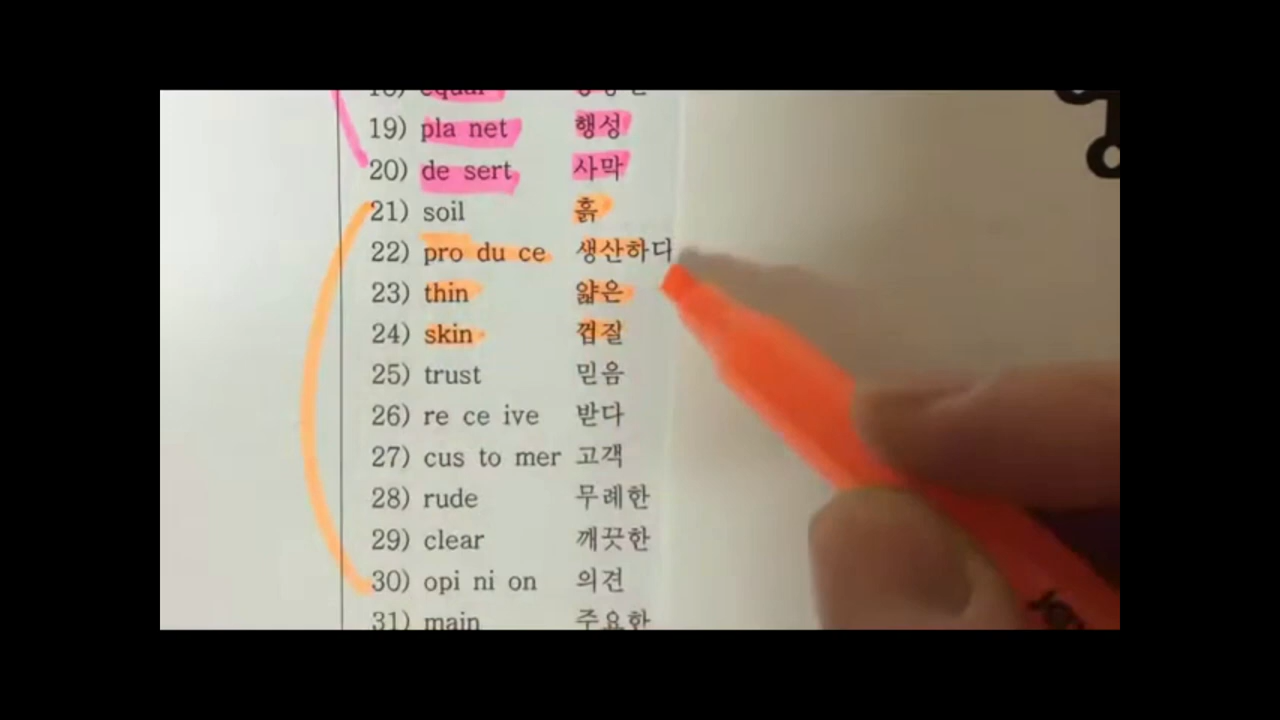 18) equal
19) pla net 행성
20) de sert 사막
21) soil 흙
22) pro du ce 생산하다
23) thin 얇은
24) skin 껍질
25) trust 믿음
26) re ce ive 받다
27) cus to mer 고객
28) rude 무례한
29) clear 깨끗한
30) opi ni on 의견
31) main 주요한